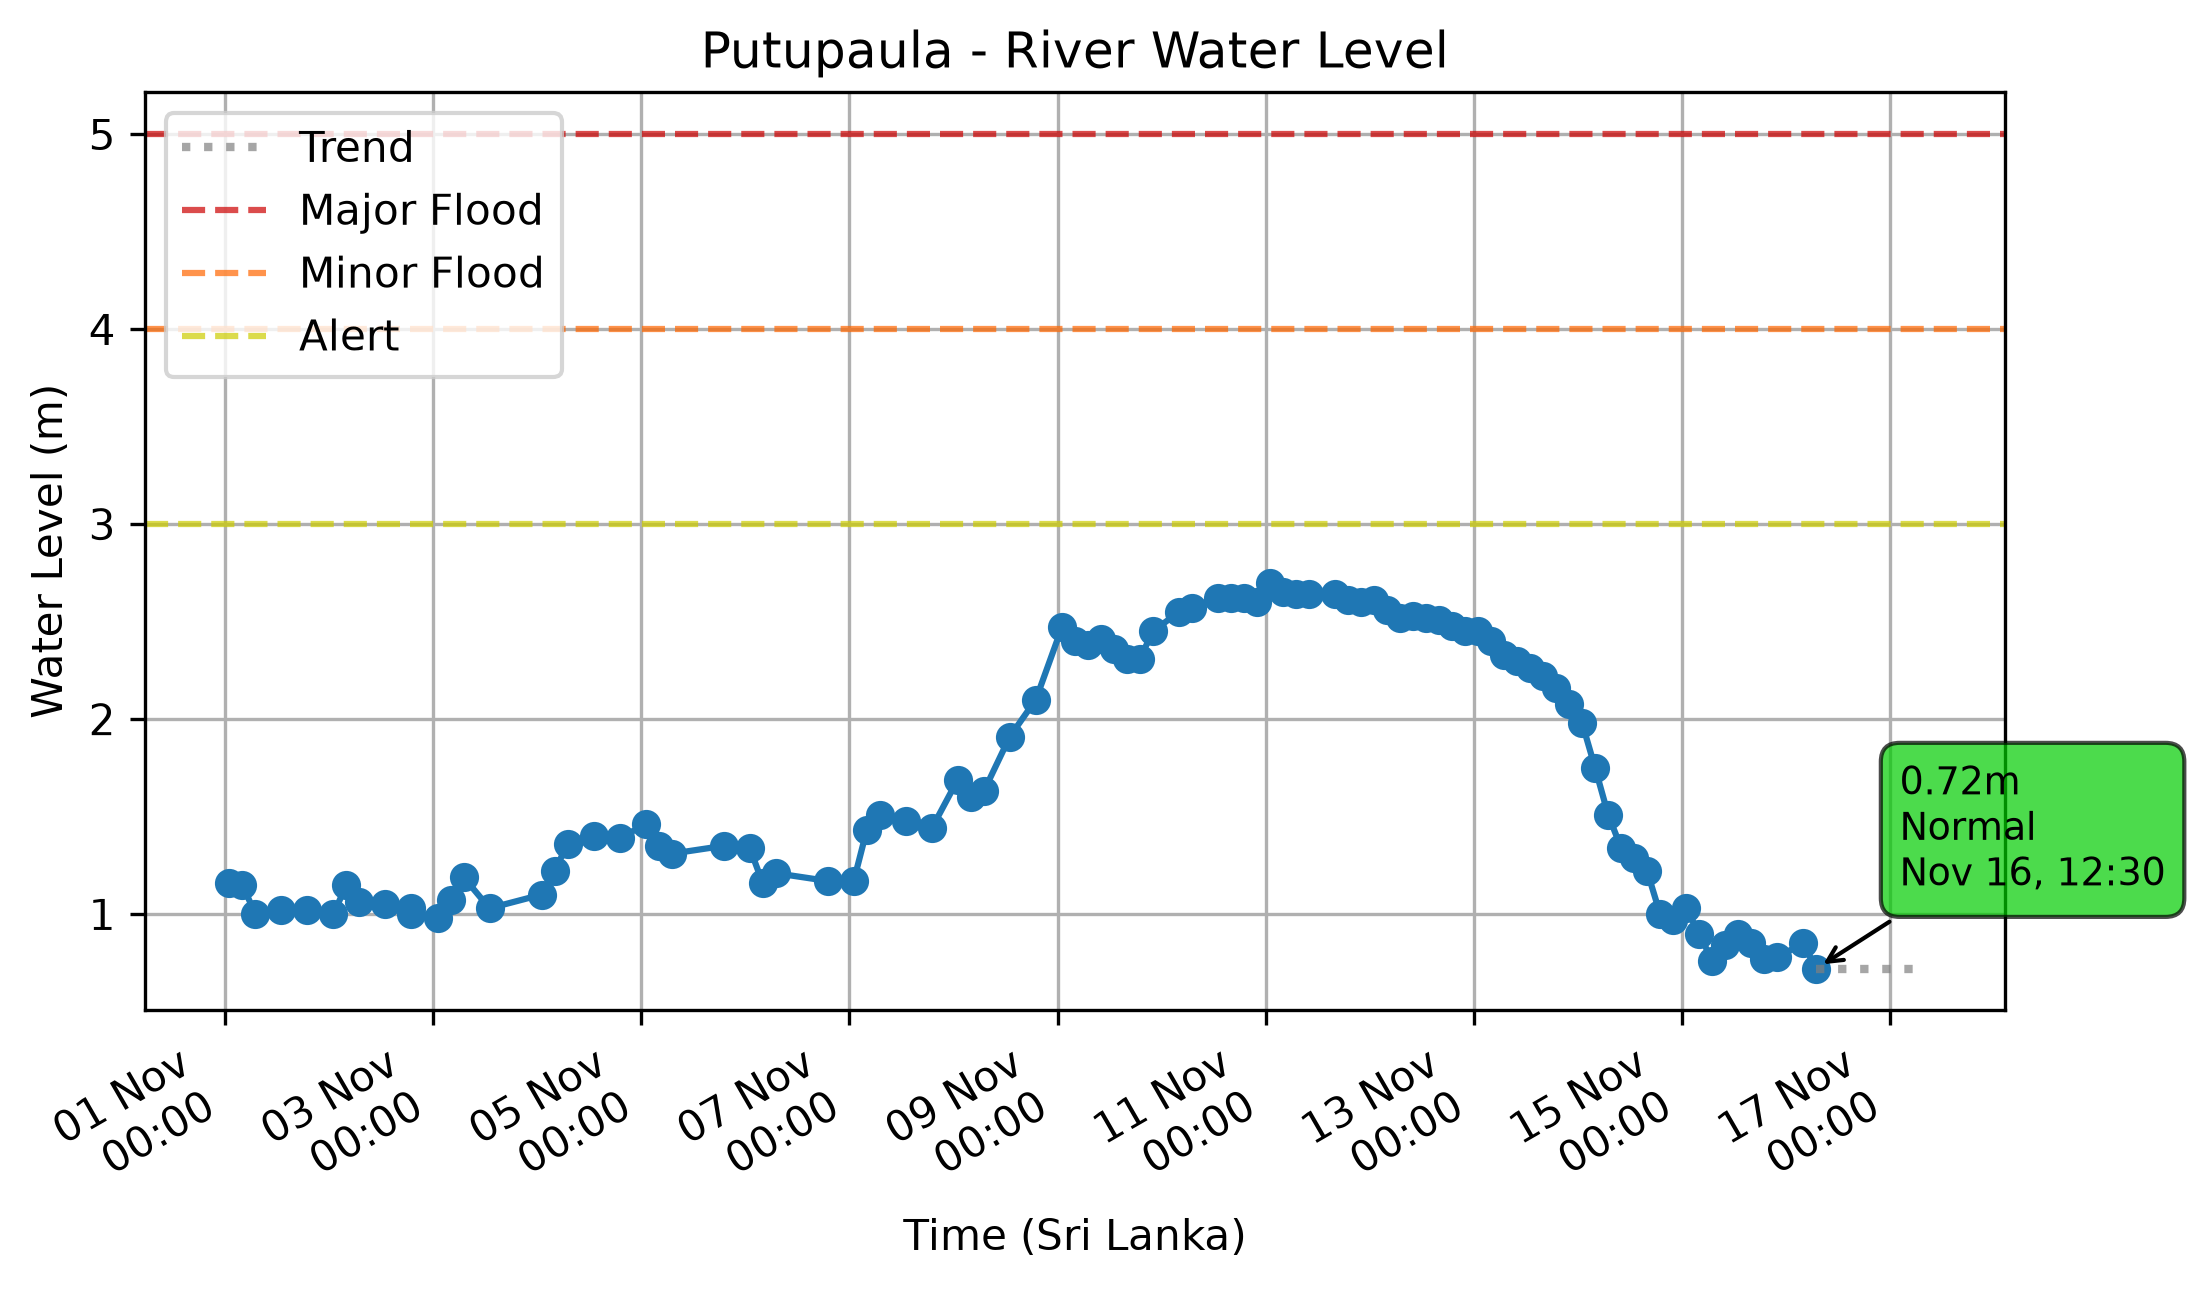 Putupaula - River Water Level
Water Level (m)
5
4
3
2
1
Trend
Major Flood
Minor Flood
Alert
0.72m
Normal
Nov 16, 12:30
01 Nov
00:00
03 Nov
00:00
05 Nov
00:00
07 Nov
00:00
09 Nov
00:00
11 Nov
00:00
13 Nov
00:00
15 Nov
00:00
17 Nov
00:00
Time (Sri Lanka)